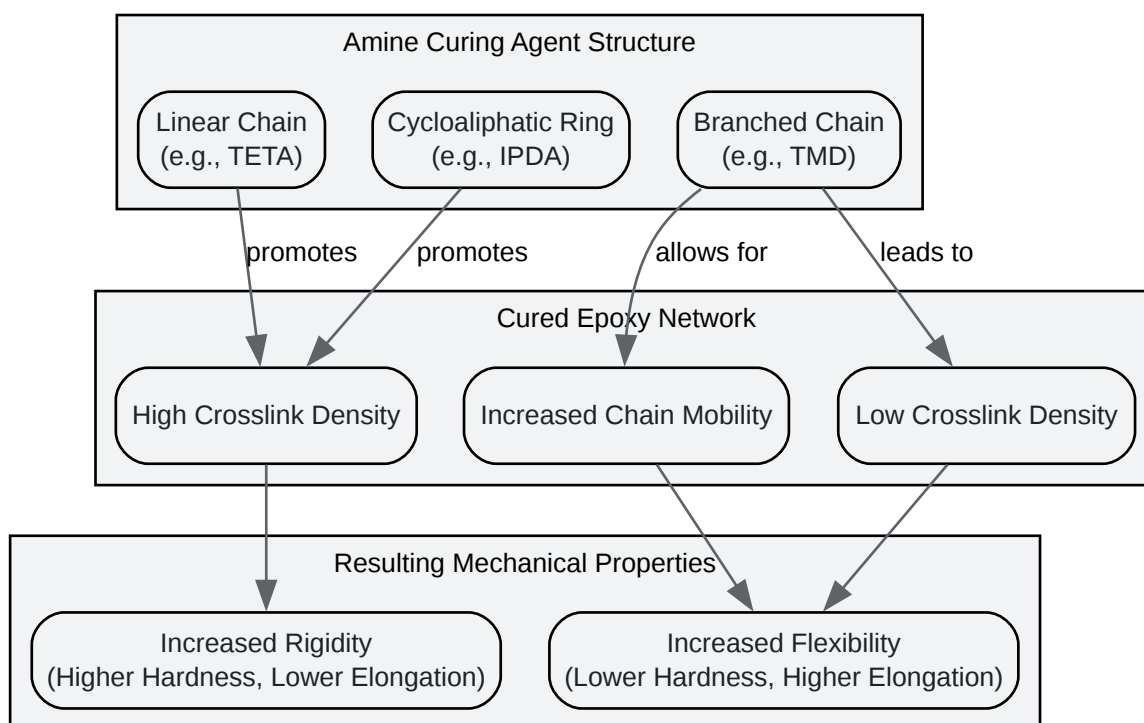 Amine Curing Agent Structure
Linear Chain
(e.g., TETA)
Cycloaliphatic Ring
(e.g., IPDA)
Branched Chain
(e.g., TMD)
promotes
promotes
allows for
leads to
Cured Epoxy Network
High Crosslink Density
Increased Chain Mobility
Low Crosslink Density
Resulting Mechanical Properties
Increased Rigidity
(Higher Hardness, Lower Elongation)
Increased Flexibility
(Lower Hardness, Higher Elongation)